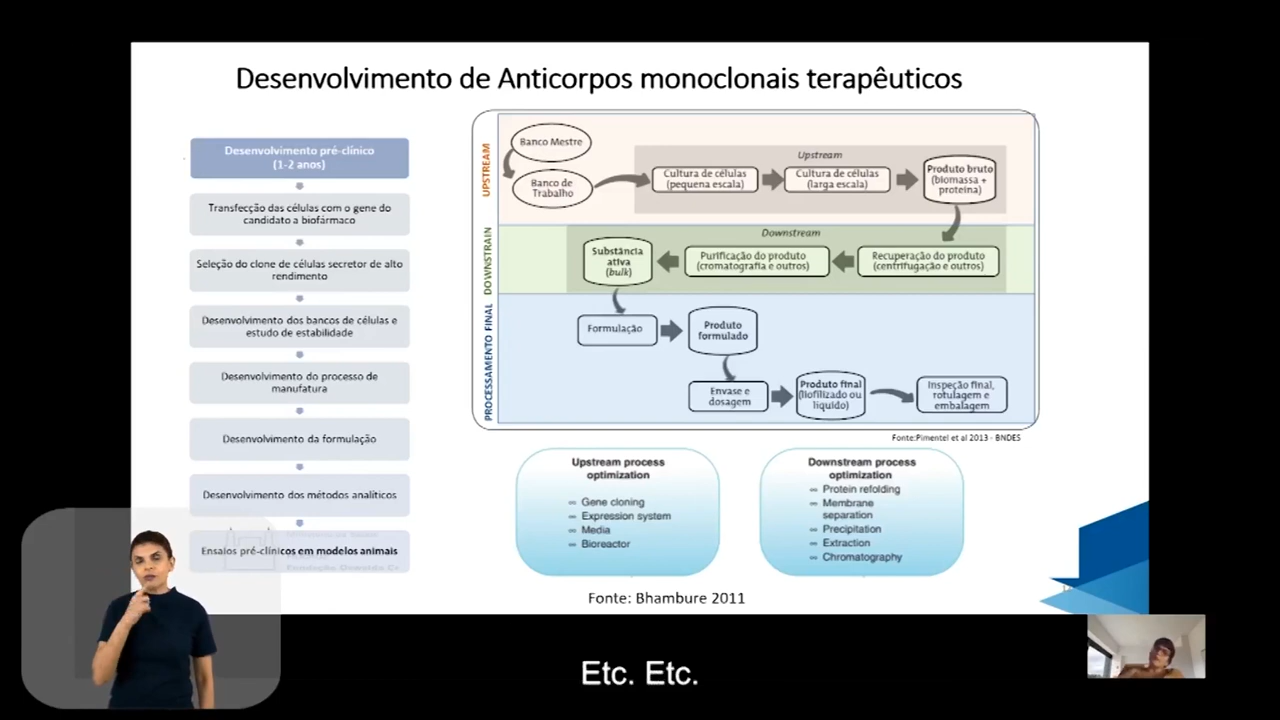 Desenvolvimento de Anticorpos monoclonais terapêuticos
Desenvolvimento pré-clínico
(1-2 anos)
Transfecção das células com o gene do
candidato a biofármaco
Seleção do clone de células secretor de alto
rendimento
Desenvolvimento dos bancos de células e
estudo de estabilidade
Desenvolvimento do processo de
manufatura
Desenvolvimento da formulação
Desenvolvimento dos métodos analíticos
Ensaios pré-clínicos em modelos animais
UPSTREAM
Banco Mestre
Banco de
Trabalho
Upstream
Cultura de células
(pequena escala)
Cultura de células
(larga escala)
Produto bruto
(biomassa +
proteína)
DOWNSTRAIN
Downstream
Substância
ativa
(bulk)
Purificação do produto
(cromatografia e outros)
Recuperação do produto
(centrifugação e outros)
PROCESSAMENTO FINAL
Formulação
Produto
formulado
Envase e
dosagem
Produto final
(liofilizado ou
líquido)
Inspeção final,
rotulagem e
embalagem
Fonte:Pimentel et al 2013 - BNDES
Upstream process
optimization
∞ Gene cloning
∞ Expression system
∞ Media
∞ Bioreactor
Downstream process
optimization
∞ Protein refolding
∞ Membrane
separation
∞ Precipitation
∞ Extraction
∞ Chromatography
Fonte: Bhambure 2011
Etc. Etc.